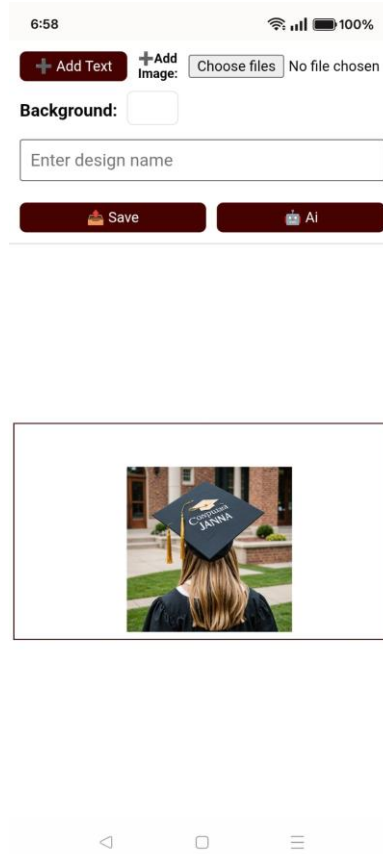 6:58
100%
➕ Add Text
➕Add Image:
Choose files No file chosen
Background:
Enter design name
📤 Save
🤖 Ai
JANNA